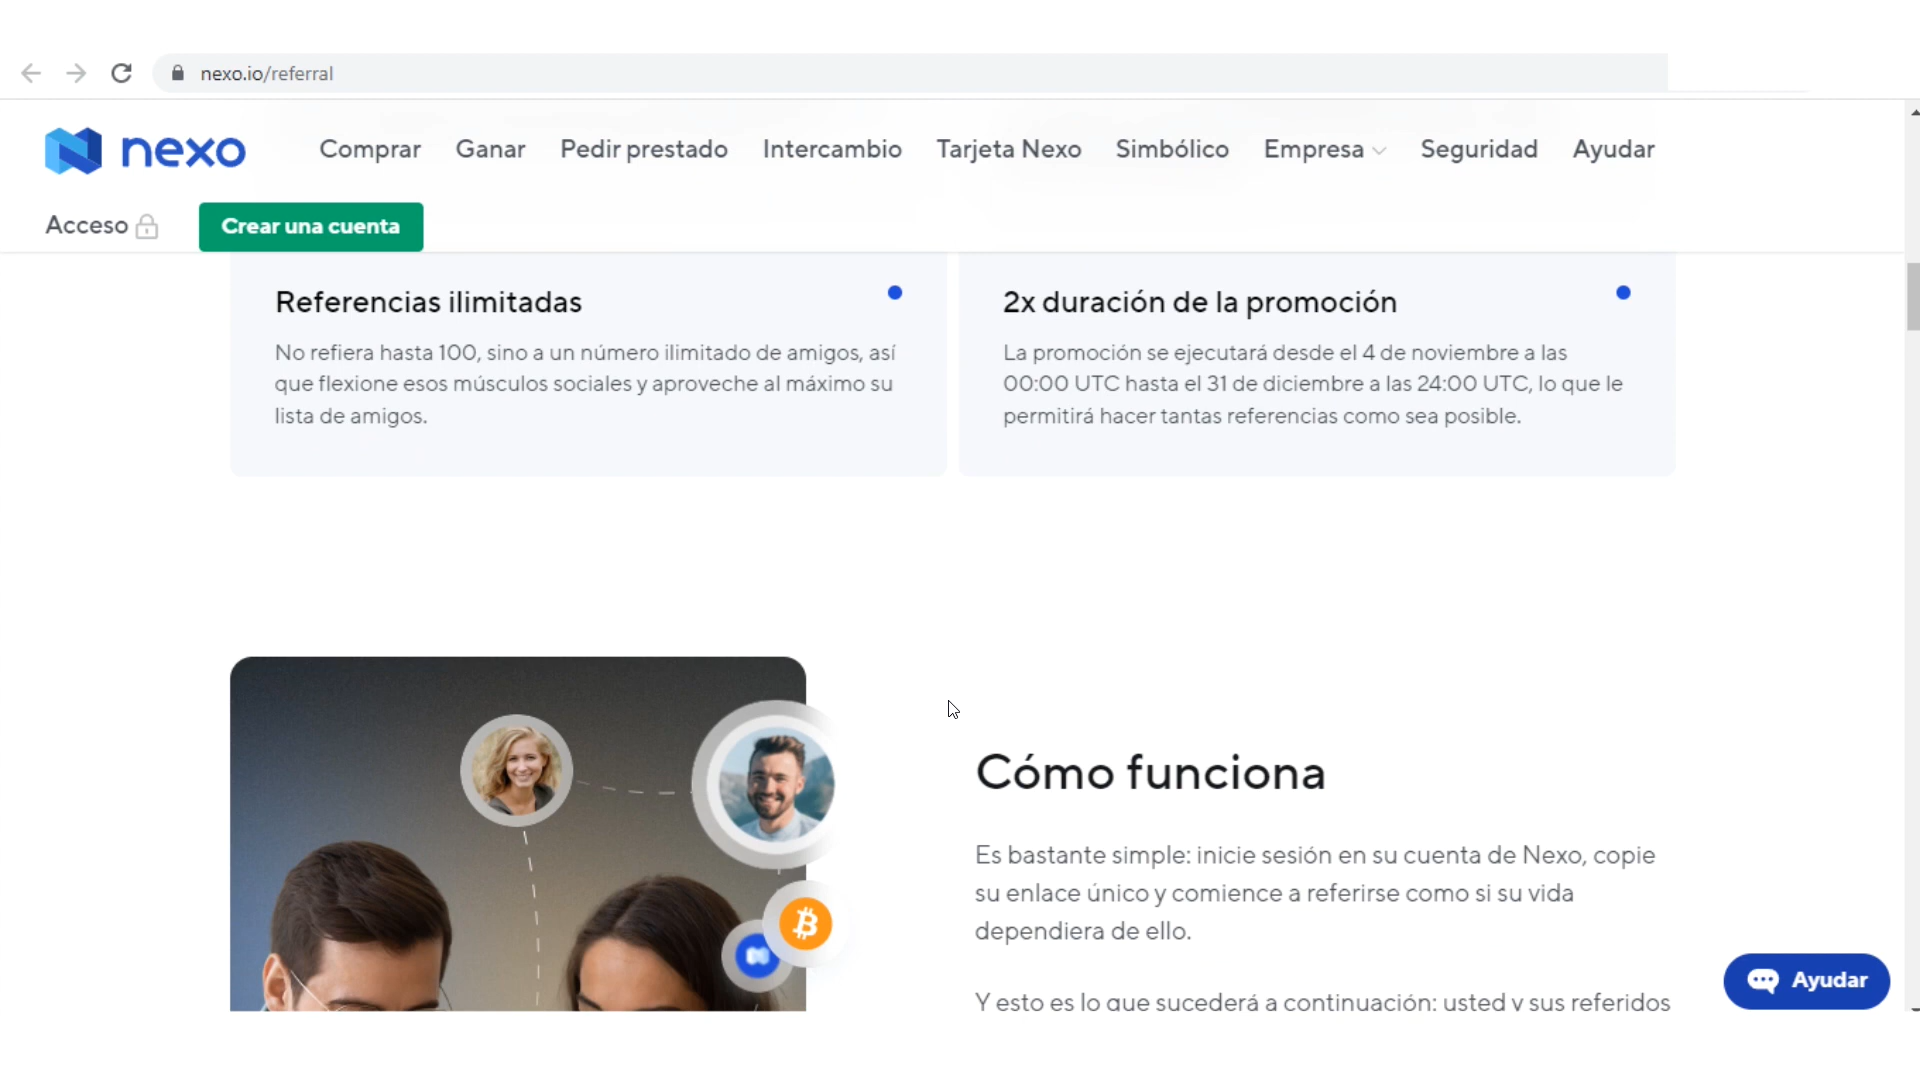 nexo.io/referral
nexo
Comprar Ganar Pedir prestado Intercambio Tarjeta Nexo Simbólico Empresa Seguridad Ayudar
Acceso Crear una cuenta
Referencias ilimitadas
No refiera hasta 100, sino a un número ilimitado de amigos, así
que flexione esos músculos sociales y aproveche al máximo su
lista de amigos.
2x duración de la promoción
La promoción se ejecutará desde el 4 de noviembre a las
00:00 UTC hasta el 31 de diciembre a las 24:00 UTC, lo que le
permitirá hacer tantas referencias como sea posible.
Cómo funciona
Es bastante simple: inicie sesión en su cuenta de Nexo, copie
su enlace único y comience a referirse como si su vida
dependiera de ello.
Y esto es lo que sucederá a continuación: usted y sus referidos
Ayudar